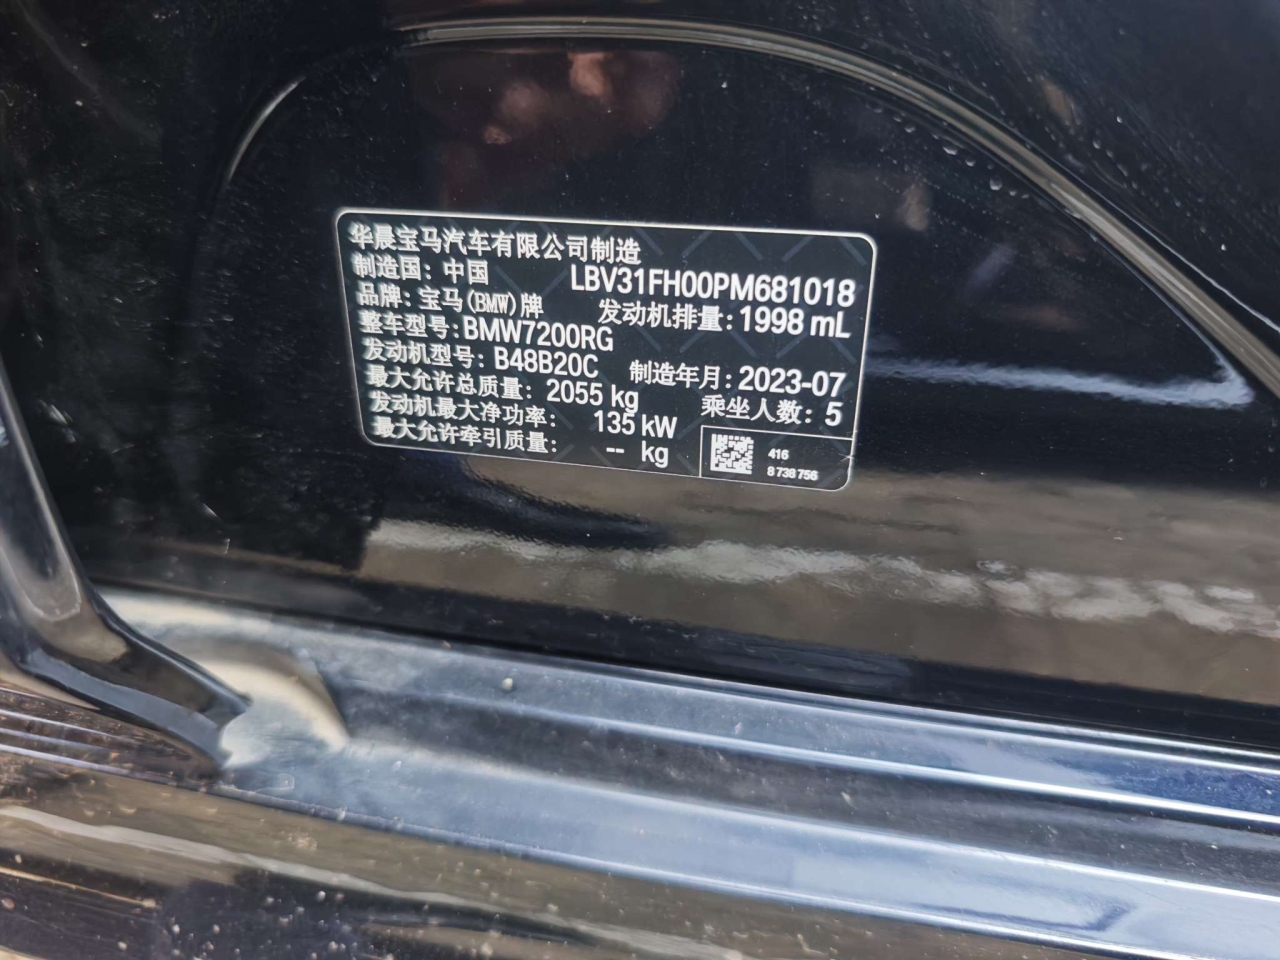 华晨宝马汽车有限公司制造
制造国：中国 LBV31FH00PM681018
品牌：宝马(BMW)牌 发动机排量：1998 mL
整车型号：BMW7200RG
发动机型号：B48B20C 制造年月：2023-07
最大允许总质量：2055 kg 乘坐人数：5
发动机最大净功率：135 kW
最大允许牵引质量：-- kg
416
8 738 756